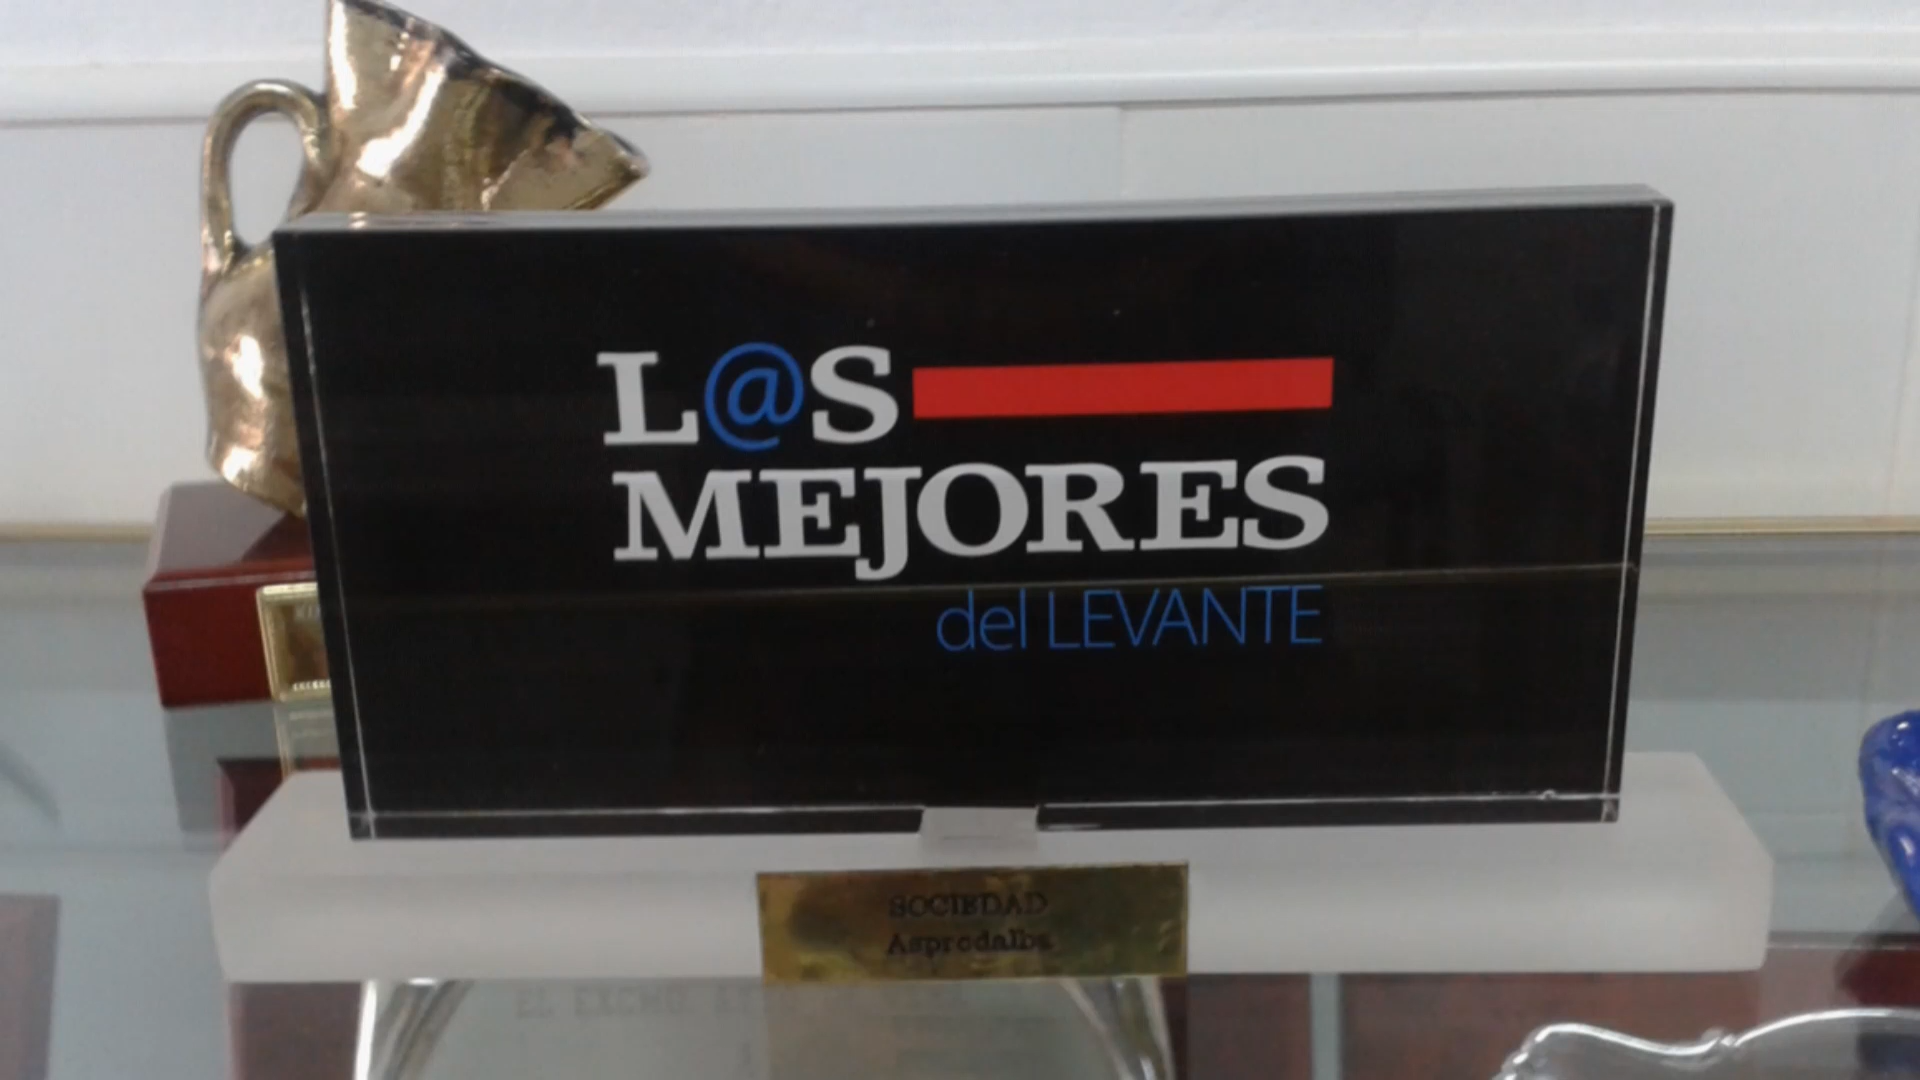 L@S
MEJORES
del LEVANTE
SOCIEDAD
Asprodalba